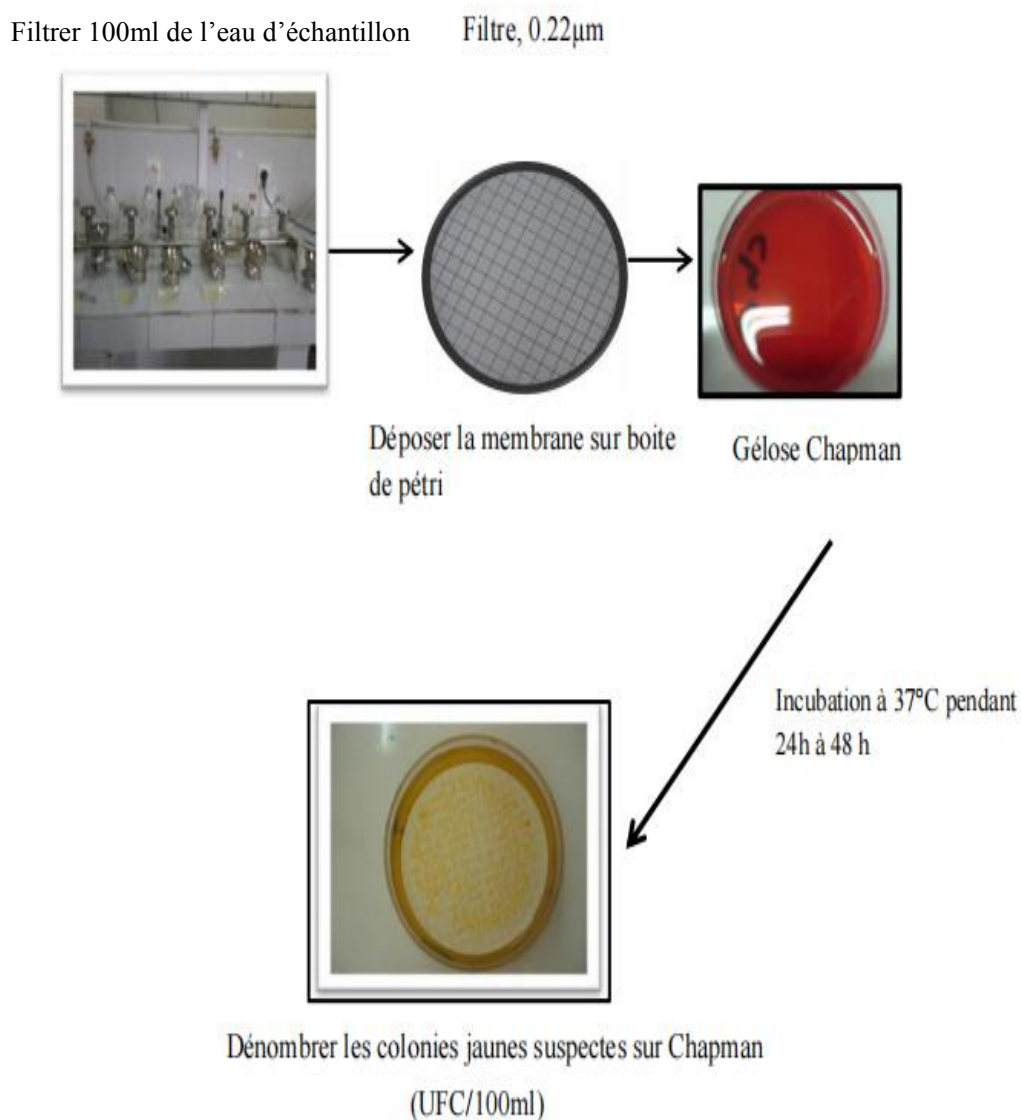 Filtrer 100ml de l’eau d’échantillon
Filtre, 0.22µm
Déposer la membrane sur boite
de pétri
Gélose Chapman
Incubation à 37°C pendant
24h à 48 h
Dénombrer les colonies jaunes suspectes sur Chapman
(UFC/100ml)